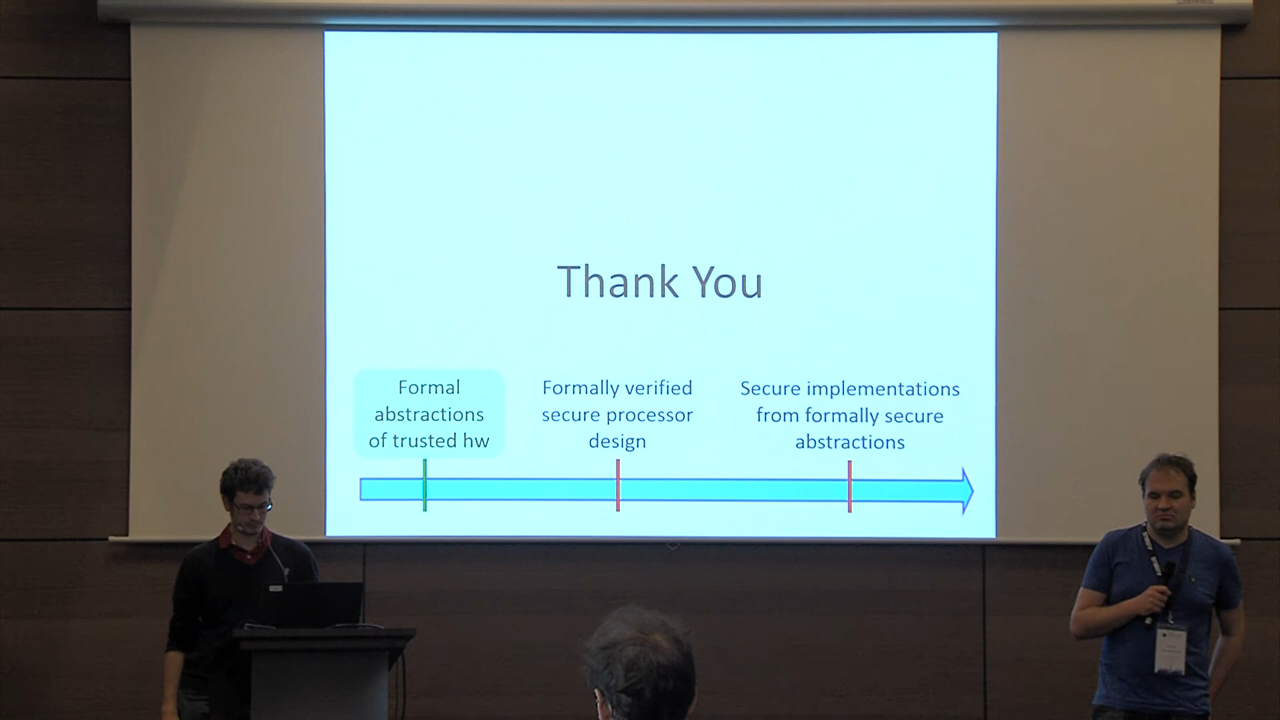 Thank You
Formal
abstractions
of trusted hw
Formally verified
secure processor
design
Secure implementations
from formally secure
abstractions